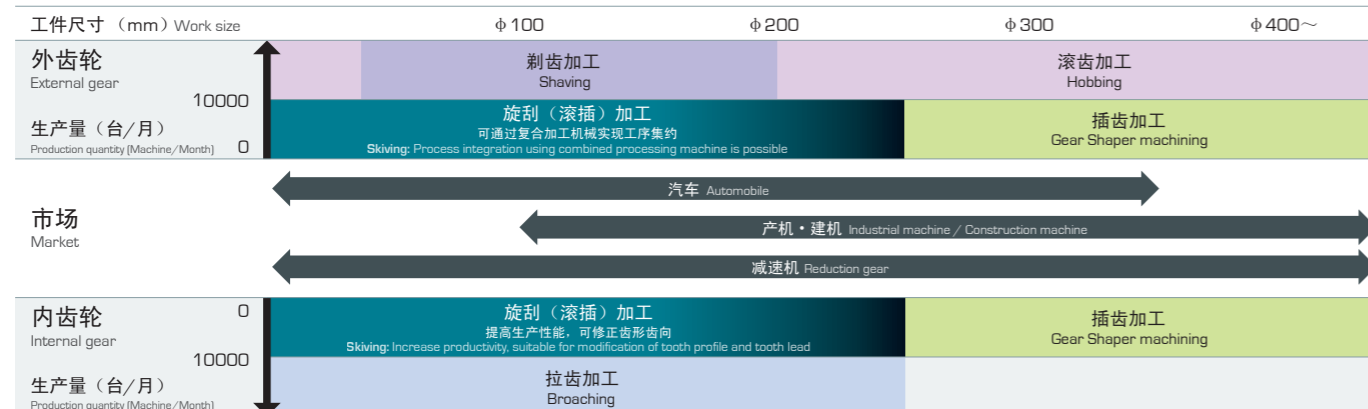 工件尺寸 （mm）Work size φ100 φ200 φ300 φ400～
外齿轮
External gear
10000
生产量（台/月）
Production quantity (Machine/Month) 0
剃齿加工
Shaving
滚齿加工
Hobbing
旋刮（滚插）加工
可通过复合加工机械实现工序集约
Skiving: Process integration using combined processing machine is possible
插齿加工
Gear Shaper machining
市场
Market
汽车 Automobile
产机・建机 Industrial machine / Construction machine
减速机 Reduction gear
内齿轮
Internal gear
0
10000
生产量（台/月）
Production quantity (Machine/Month)
旋刮（滚插）加工
提高生产性能，可修正齿形齿向
Skiving: Increase productivity, suitable for modification of tooth profile and tooth lead
插齿加工
Gear Shaper machining
拉齿加工
Broaching